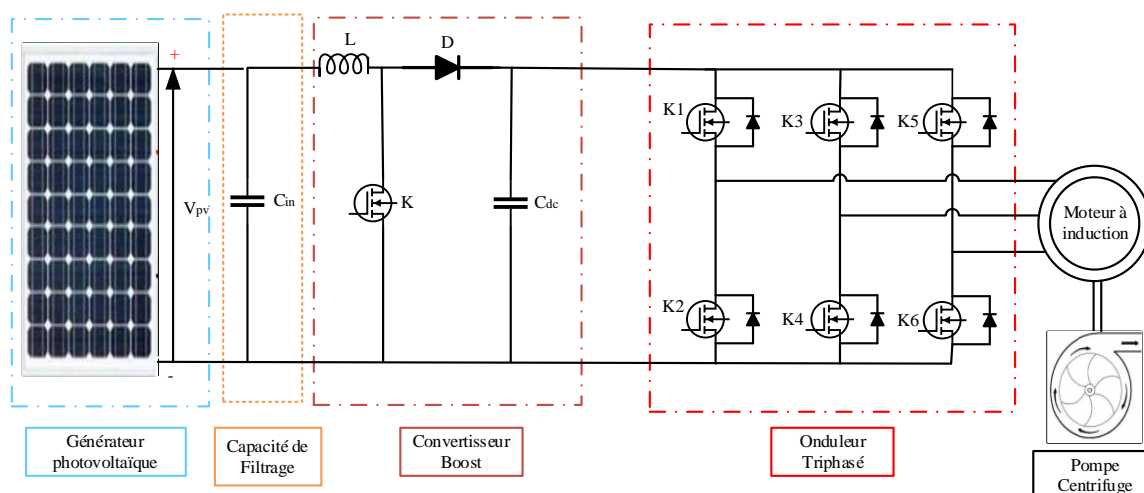 +
L
D
K1
K3
K5
Vpv
Cin
K
Cdc
Moteur à
induction
K2
K4
K6
-
Générateur
photovoltaïque
Capacité de
Filtrage
Convertisseur
Boost
Onduleur
Triphasé
Pompe
Centrifuge